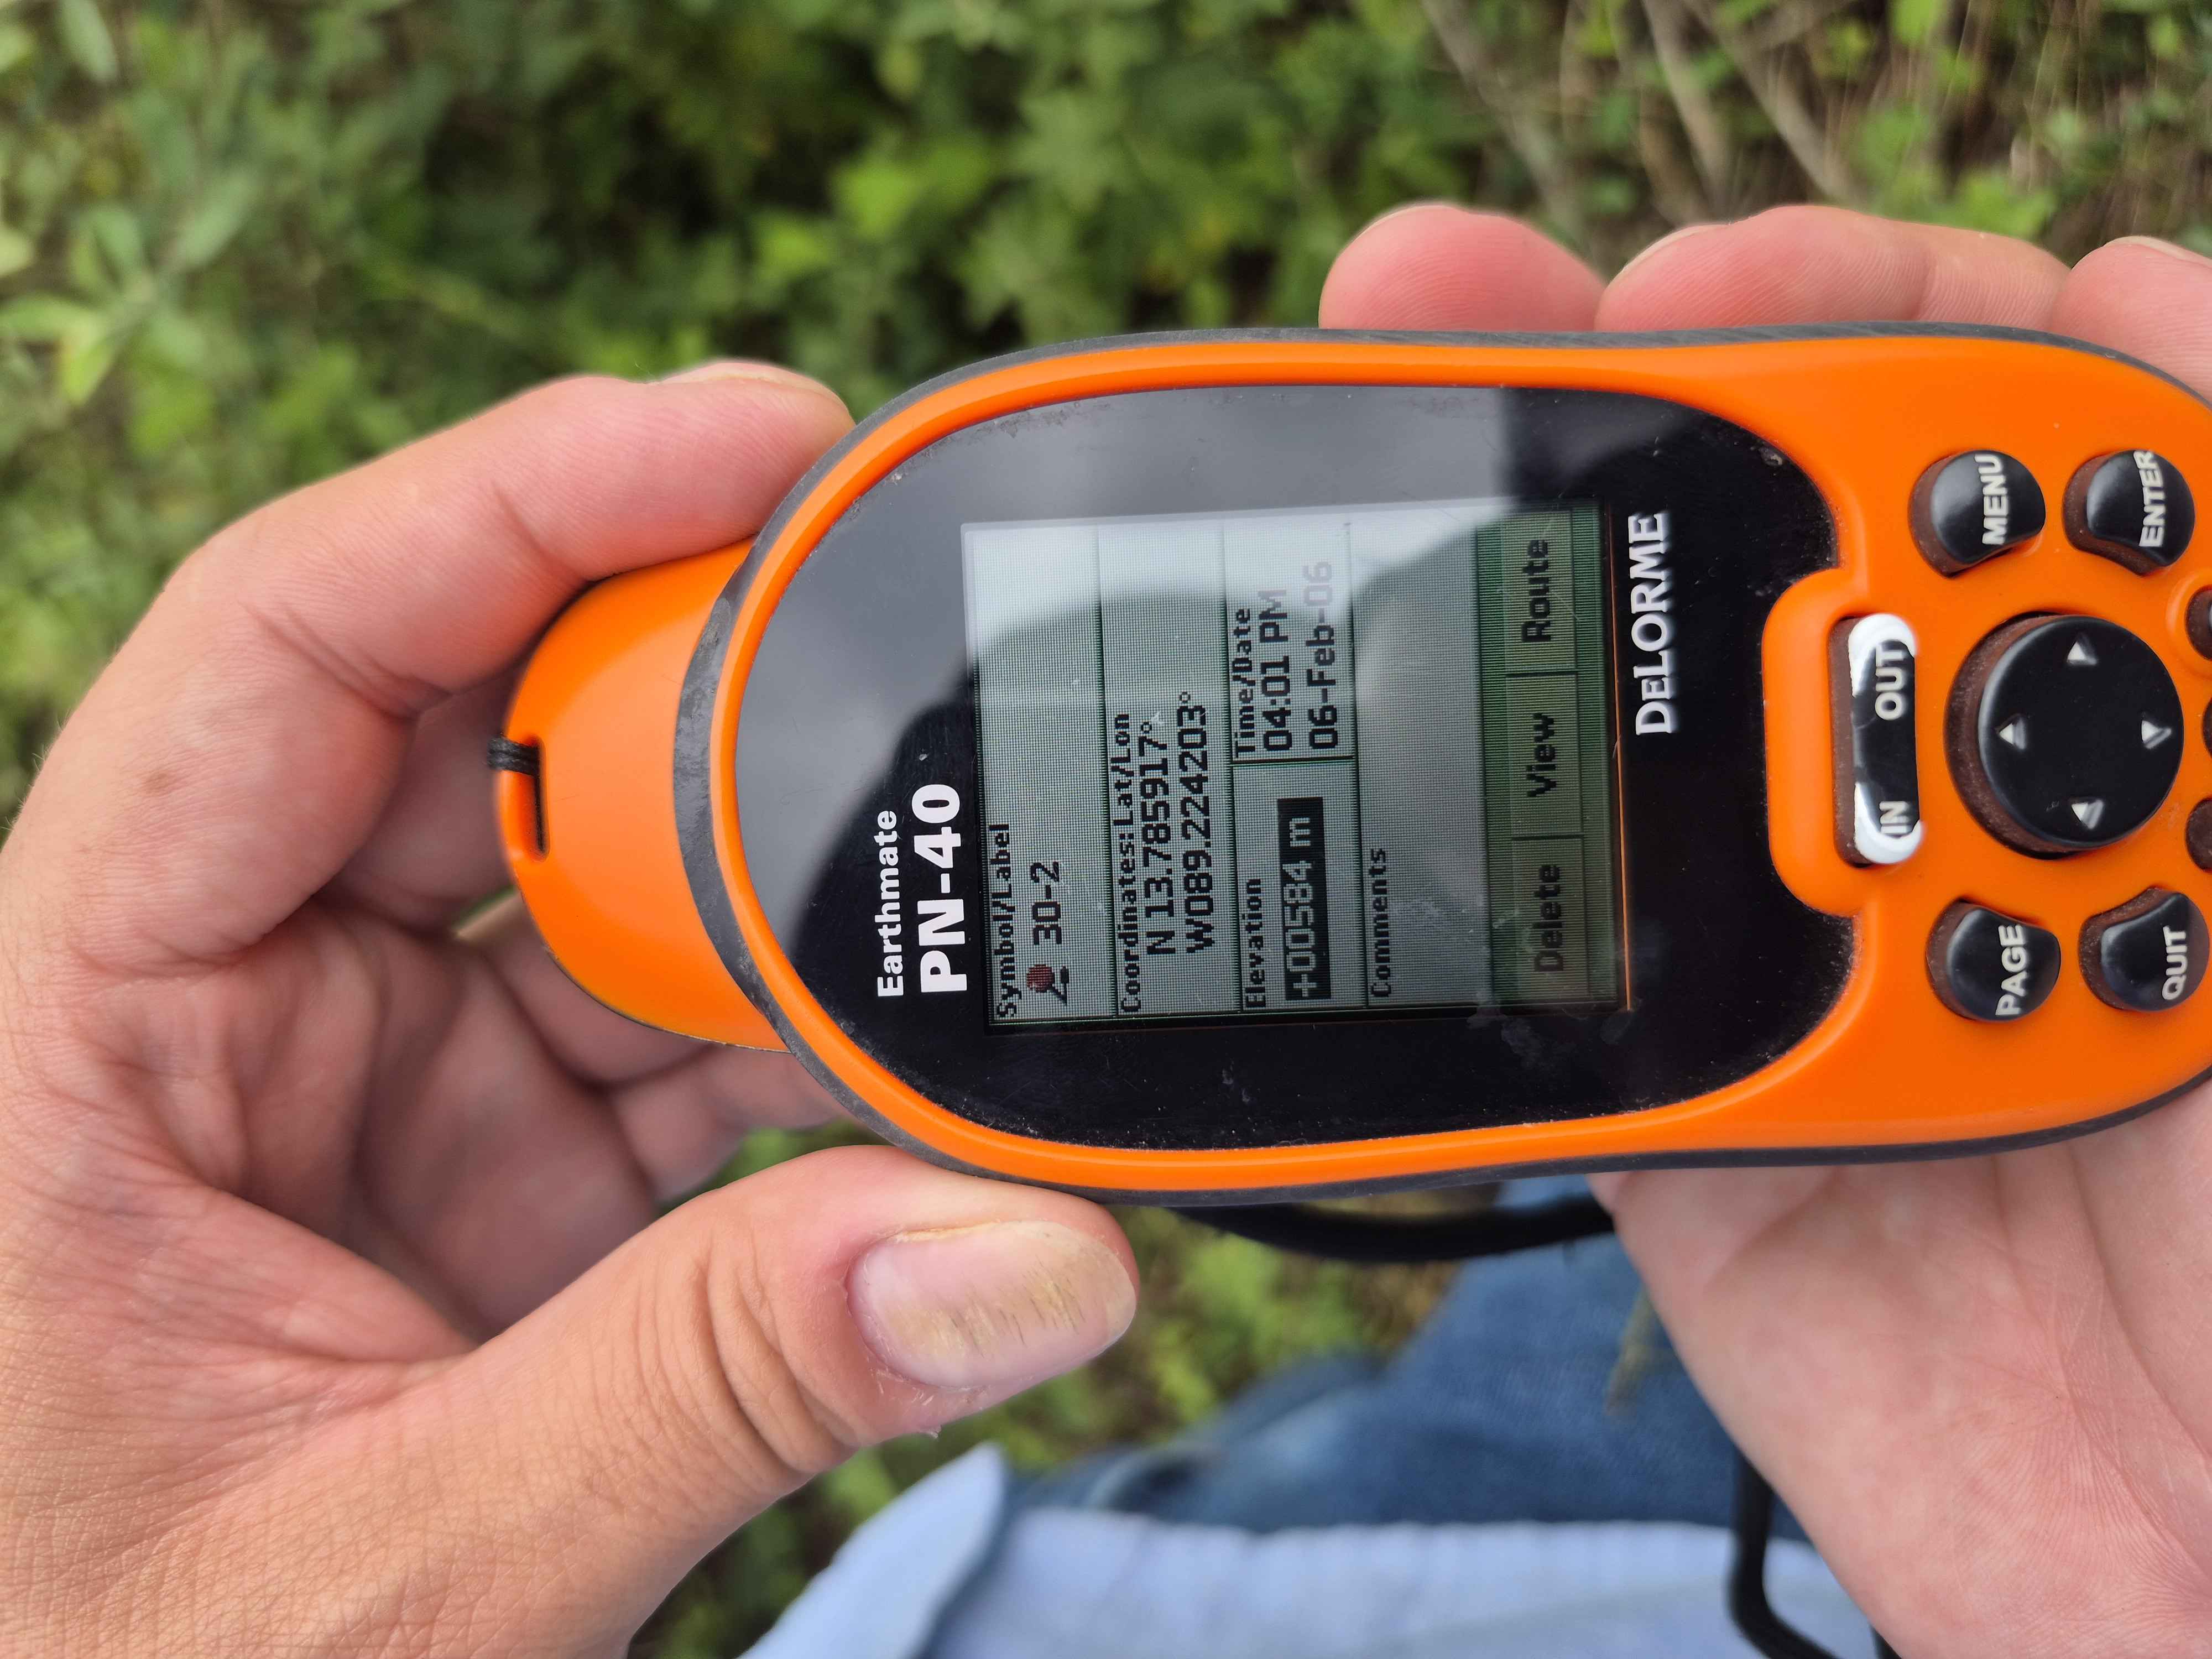 Earthmate
PN-40
Symbol/Label
30-2
Coordinates: Lat/Lon
N 13.785917°
W089.224203°
Elevation
+00584 m
Time/Date
04:01 PM
06-Feb-06
Comments
Delete View Route
DELORME
IN OUT
PAGE MENU
QUIT ENTER